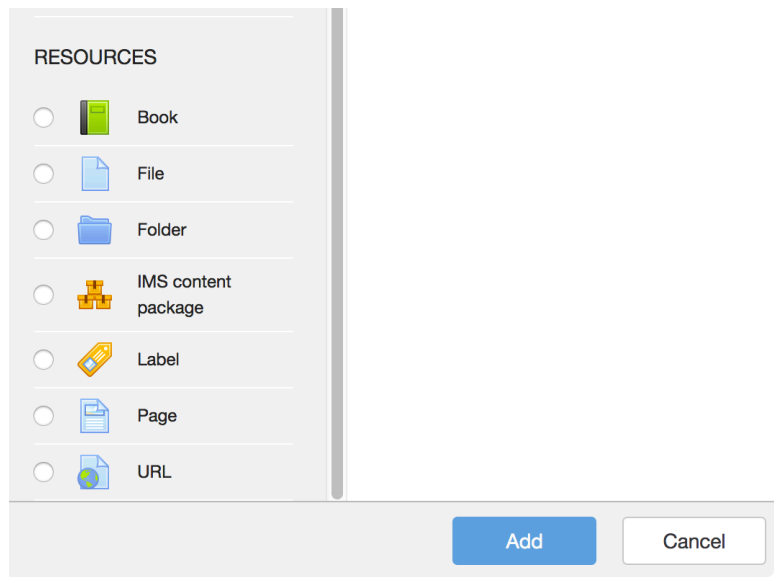 RESOURCES
Book
File
Folder
IMS content
package
Label
Page
URL
Add
Cancel